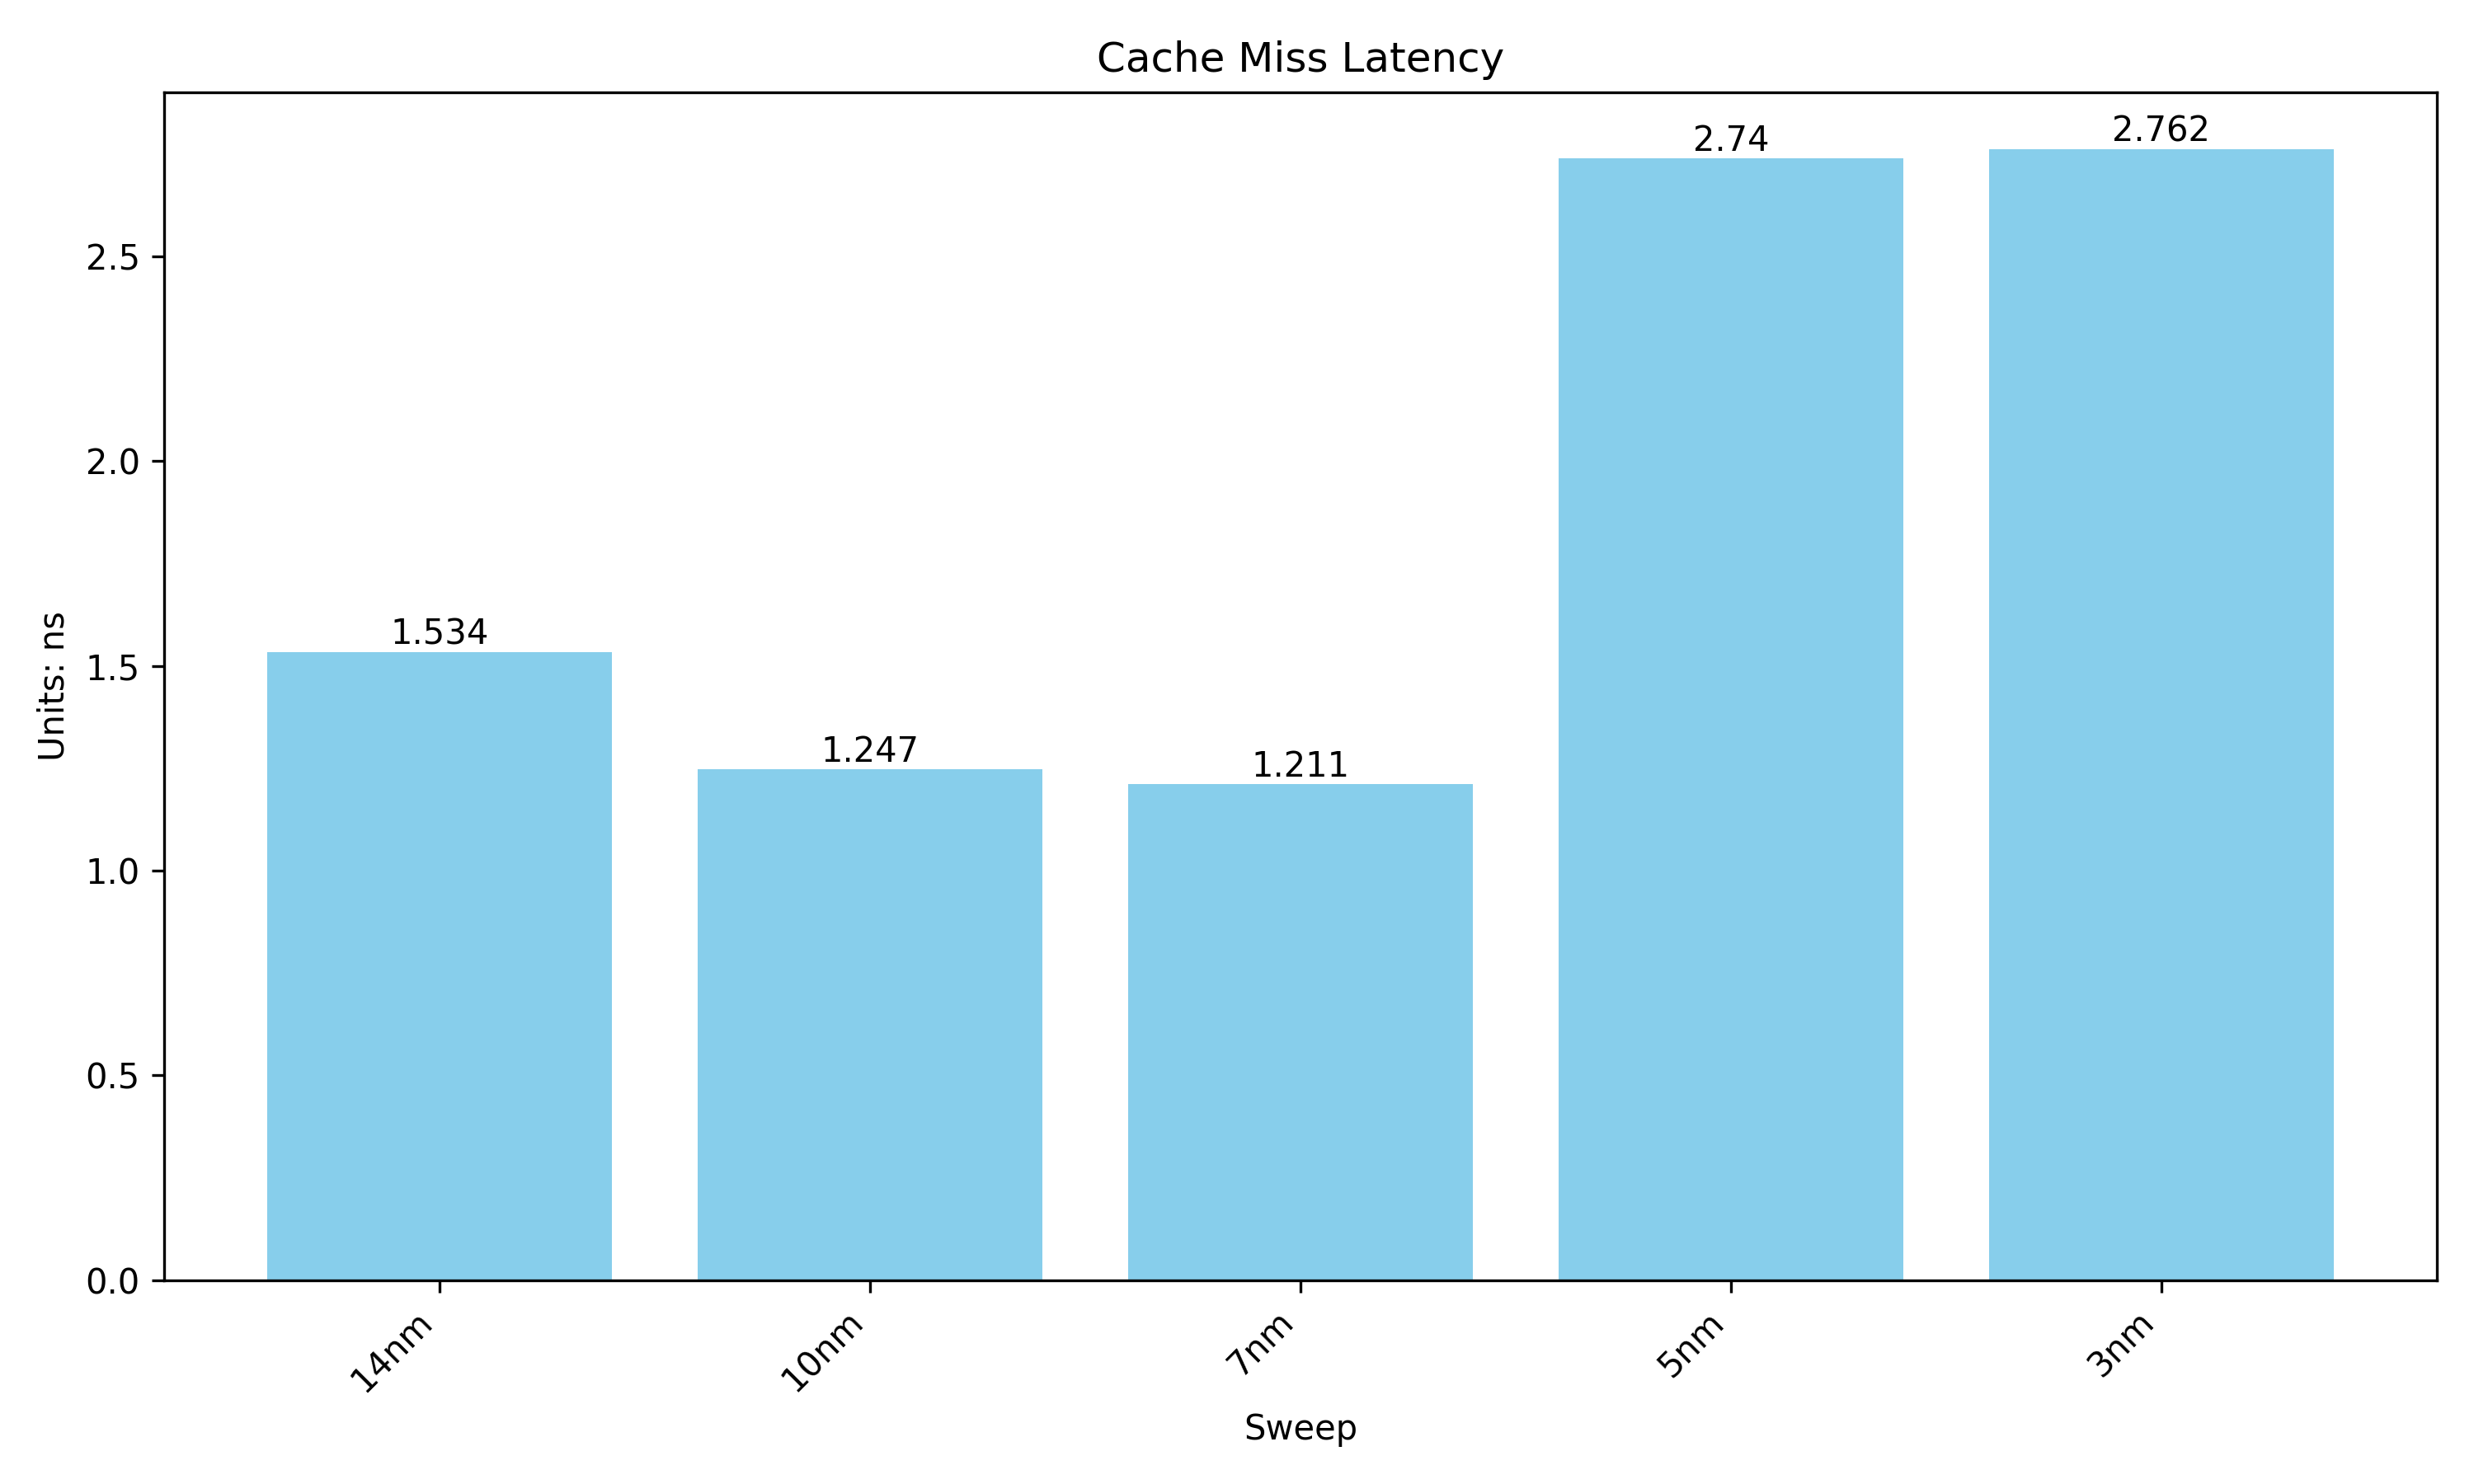 Cache Miss Latency
Units: ns
2.5
2.0
1.5
1.0
0.5
0.0
1.534
1.247
1.211
2.74
2.762
14nm
10nm
7nm
5nm
3nm
Sweep